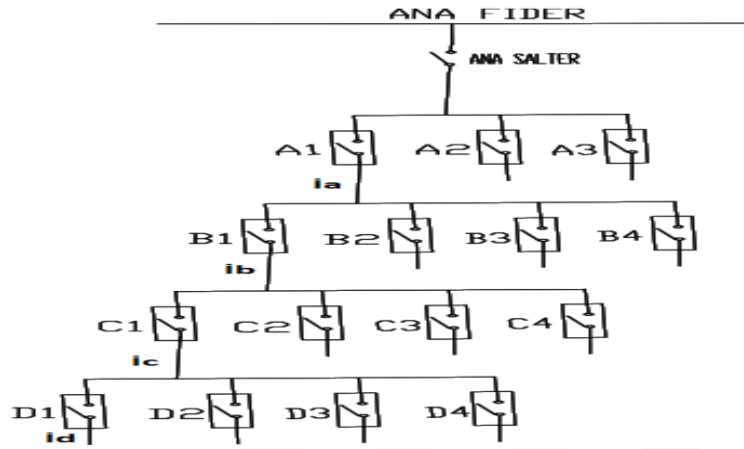 ANA FIDER
ANA SALTER
A1 A2 A3
ia
B1 B2 B3 B4
ib
C1 C2 C3 C4
ic
D1 D2 D3 D4
id